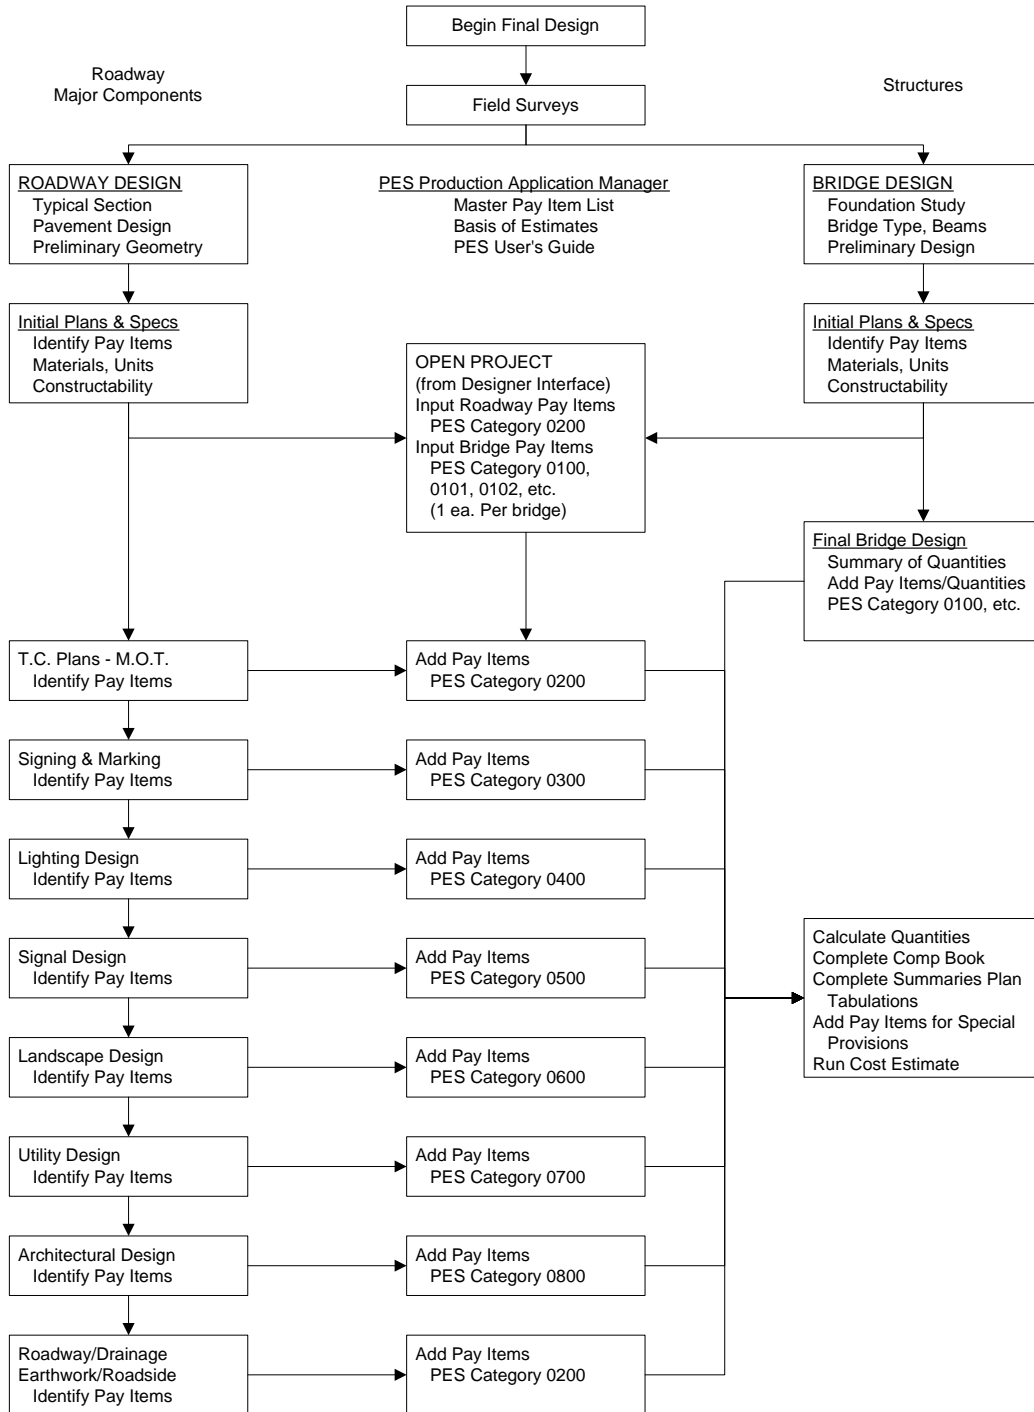 Begin Final Design
Roadway
Major Components
Field Surveys
Structures
ROADWAY DESIGN
Typical Section
Pavement Design
Preliminary Geometry
PES Production Application Manager
Master Pay Item List
Basis of Estimates
PES User's Guide
BRIDGE DESIGN
Foundation Study
Bridge Type, Beams
Preliminary Design
Initial Plans & Specs
Identify Pay Items
Materials, Units
Constructability
OPEN PROJECT
(from Designer Interface)
Input Roadway Pay Items
PES Category 0200
Input Bridge Pay Items
PES Category 0100,
0101, 0102, etc.
(1 ea. Per bridge)
Initial Plans & Specs
Identify Pay Items
Materials, Units
Constructability
Final Bridge Design
Summary of Quantities
Add Pay Items/Quantities
PES Category 0100, etc.
T.C. Plans - M.O.T.
Identify Pay Items
Add Pay Items
PES Category 0200
Signing & Marking
Identify Pay Items
Add Pay Items
PES Category 0300
Lighting Design
Identify Pay Items
Add Pay Items
PES Category 0400
Signal Design
Identify Pay Items
Add Pay Items
PES Category 0500
Calculate Quantities
Complete Comp Book
Complete Summaries Plan
Tabulations
Add Pay Items for Special
Provisions
Run Cost Estimate
Landscape Design
Identify Pay Items
Add Pay Items
PES Category 0600
Utility Design
Identify Pay Items
Add Pay Items
PES Category 0700
Architectural Design
Identify Pay Items
Add Pay Items
PES Category 0800
Roadway/Drainage
Earthwork/Roadside
Identify Pay Items
Add Pay Items
PES Category 0200